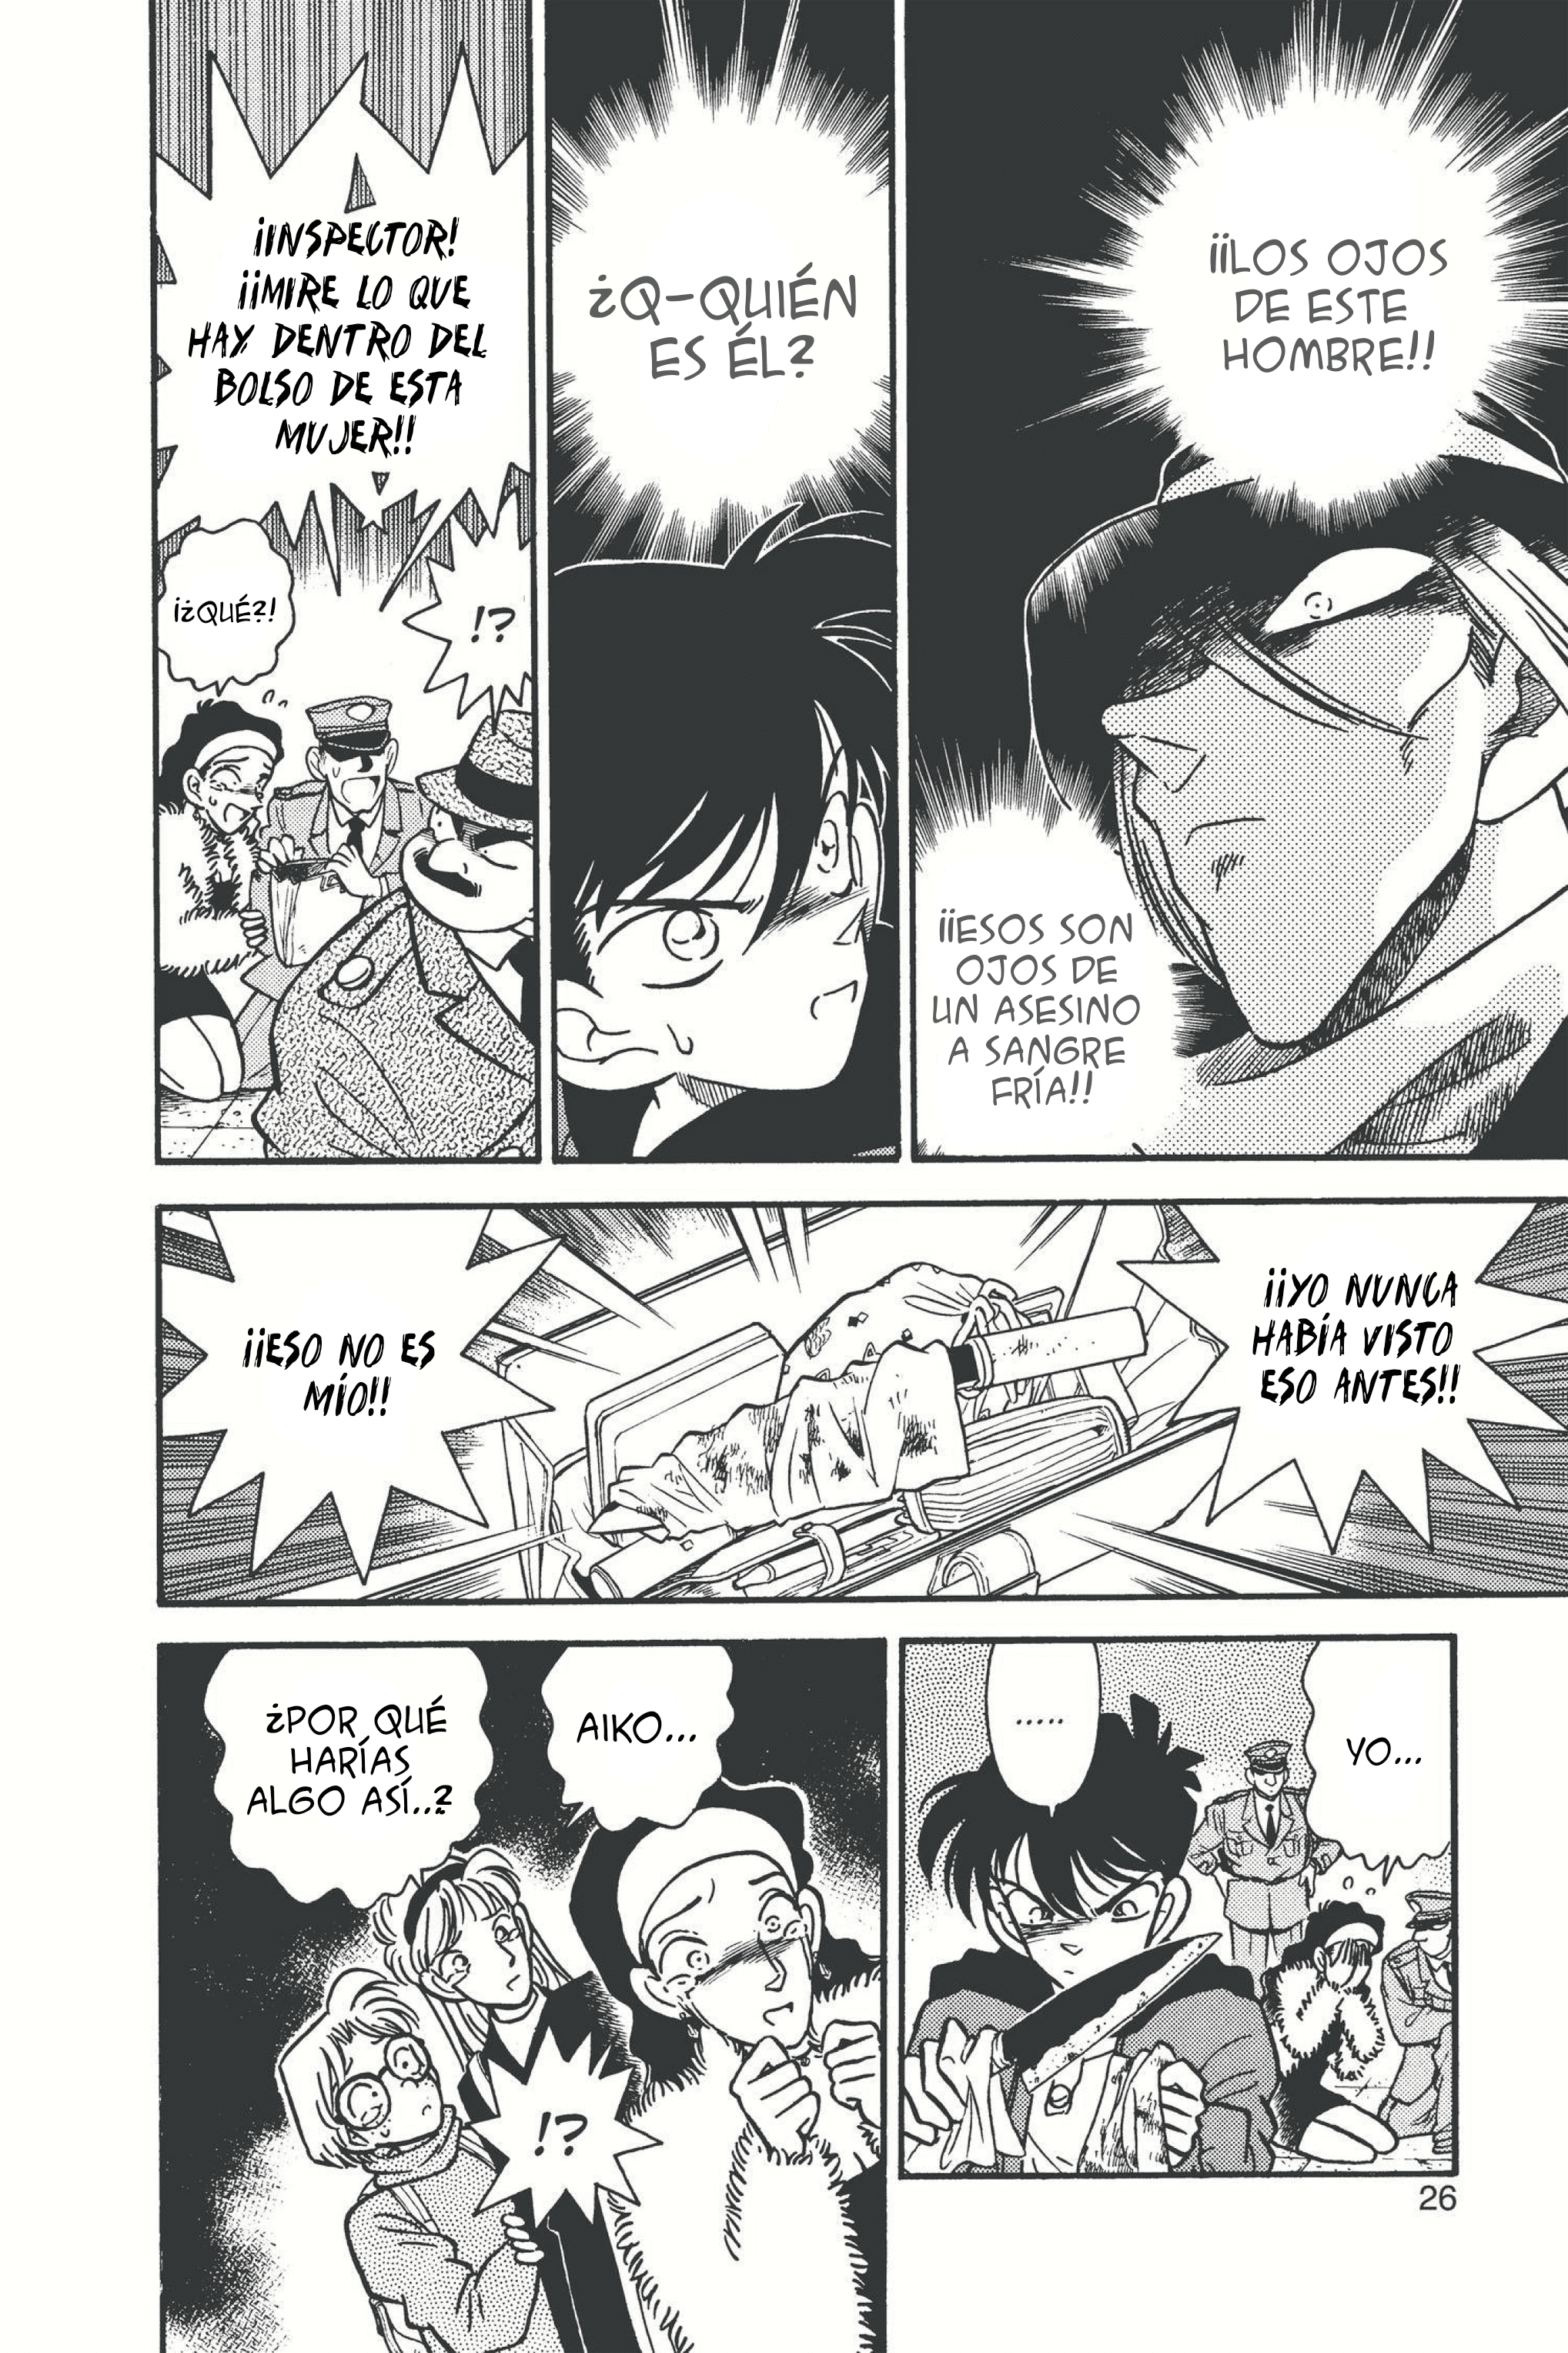 ¡¡LOS OJOS
DE ESTE
HOMBRE!!
¡¡ESOS SON
OJOS DE
UN ASESINO
A SANGRE
FRÍA!!
¿Q-QUIÉN
ES ÉL?
¡INSPECTOR!
¡¡MIRE LO QUE
HAY DENTRO DEL
BOLSO DE ESTA
MUJER!!
!?
¡¿QUÉ?!
¡¡YO NUNCA
HABÍA VISTO
ESO ANTES!!
¡¡ESO NO ES
MÍO!!
YO...
.....
AIKO...
¿POR QUÉ
HARÍAS
ALGO ASÍ..?
!?
26